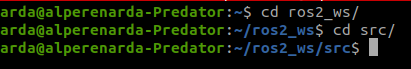 arda@alperenarda-Predator:~$ cd ros2_ws/
arda@alperenarda-Predator:~/ros2_ws$ cd src/
arda@alperenarda-Predator:~/ros2_ws/src$